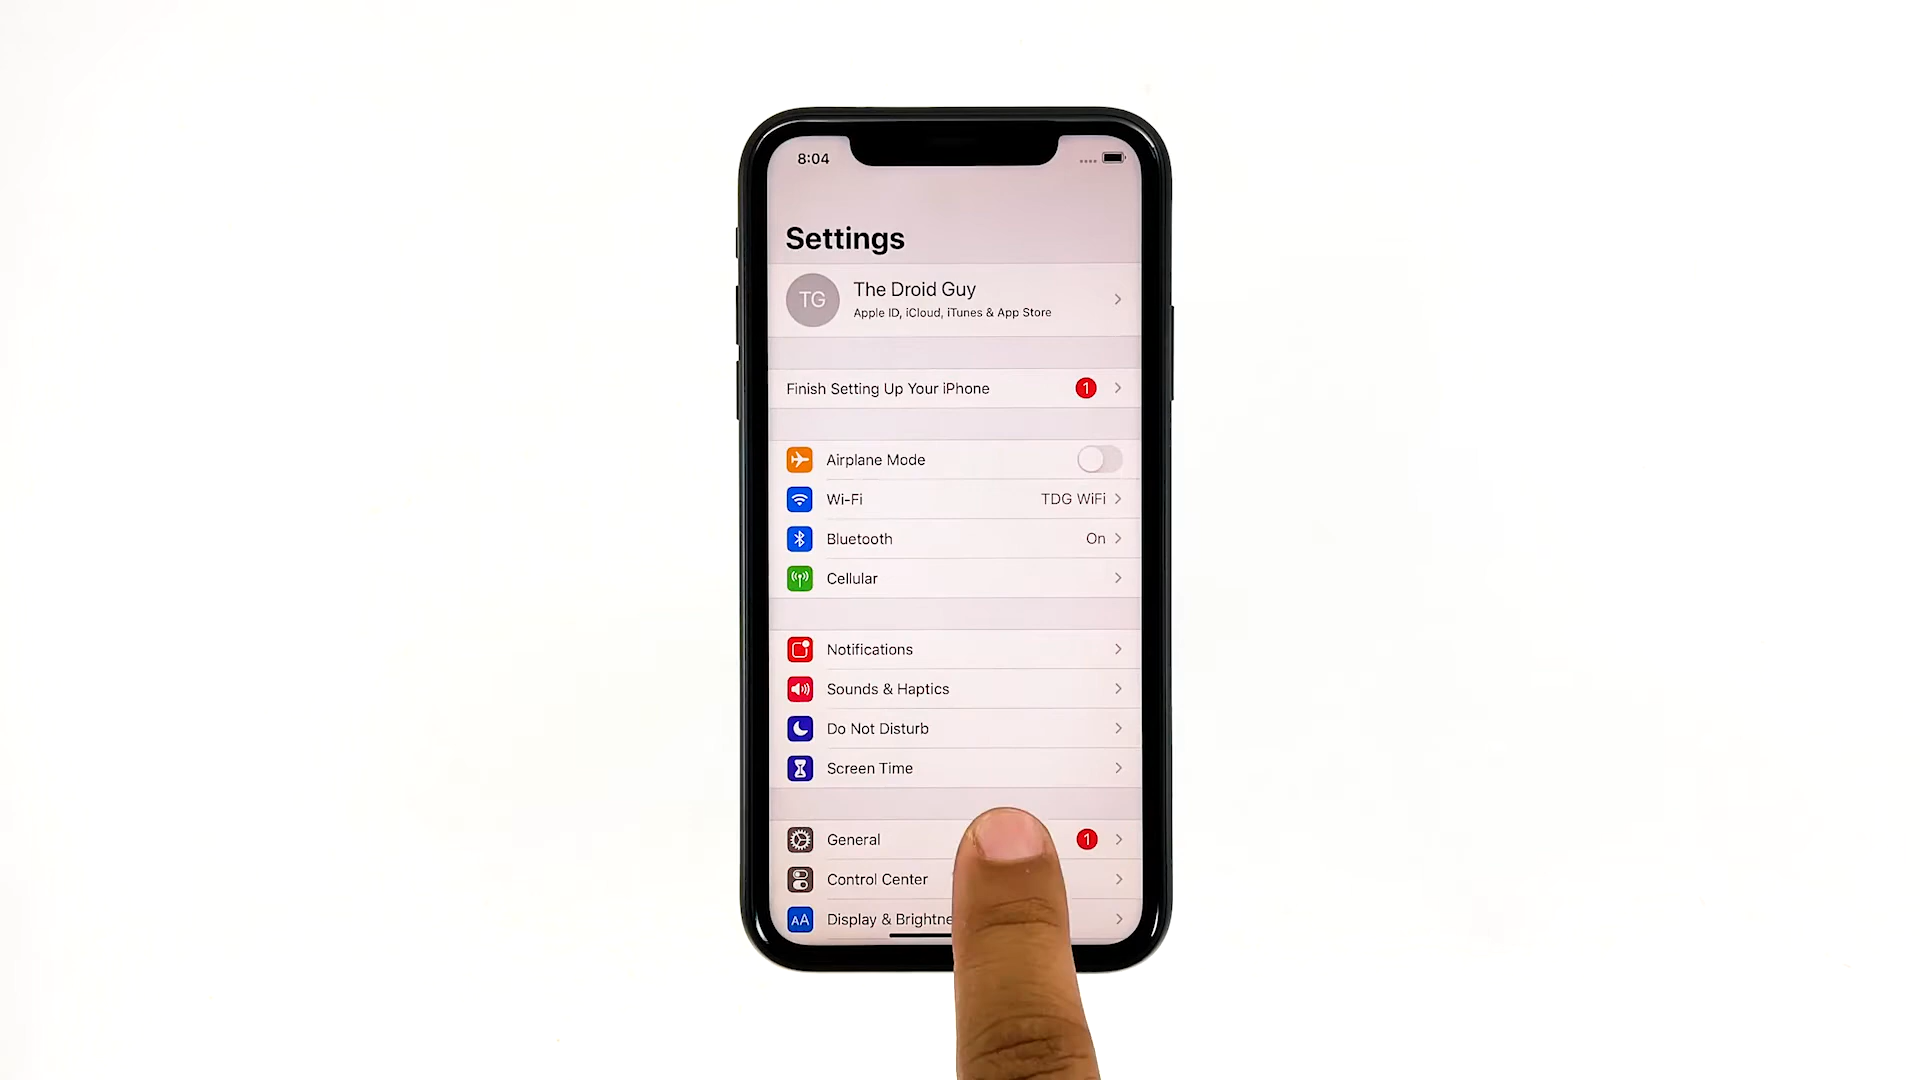 8:04
Settings
TG
The Droid Guy
Apple ID, iCloud, iTunes & App Store
Finish Setting Up Your iPhone 1
Airplane Mode
Wi-Fi TDG WiFi
Bluetooth On
Cellular
Notifications
Sounds & Haptics
Do Not Disturb
Screen Time
General 1
Control Center
AA Display & Brightne